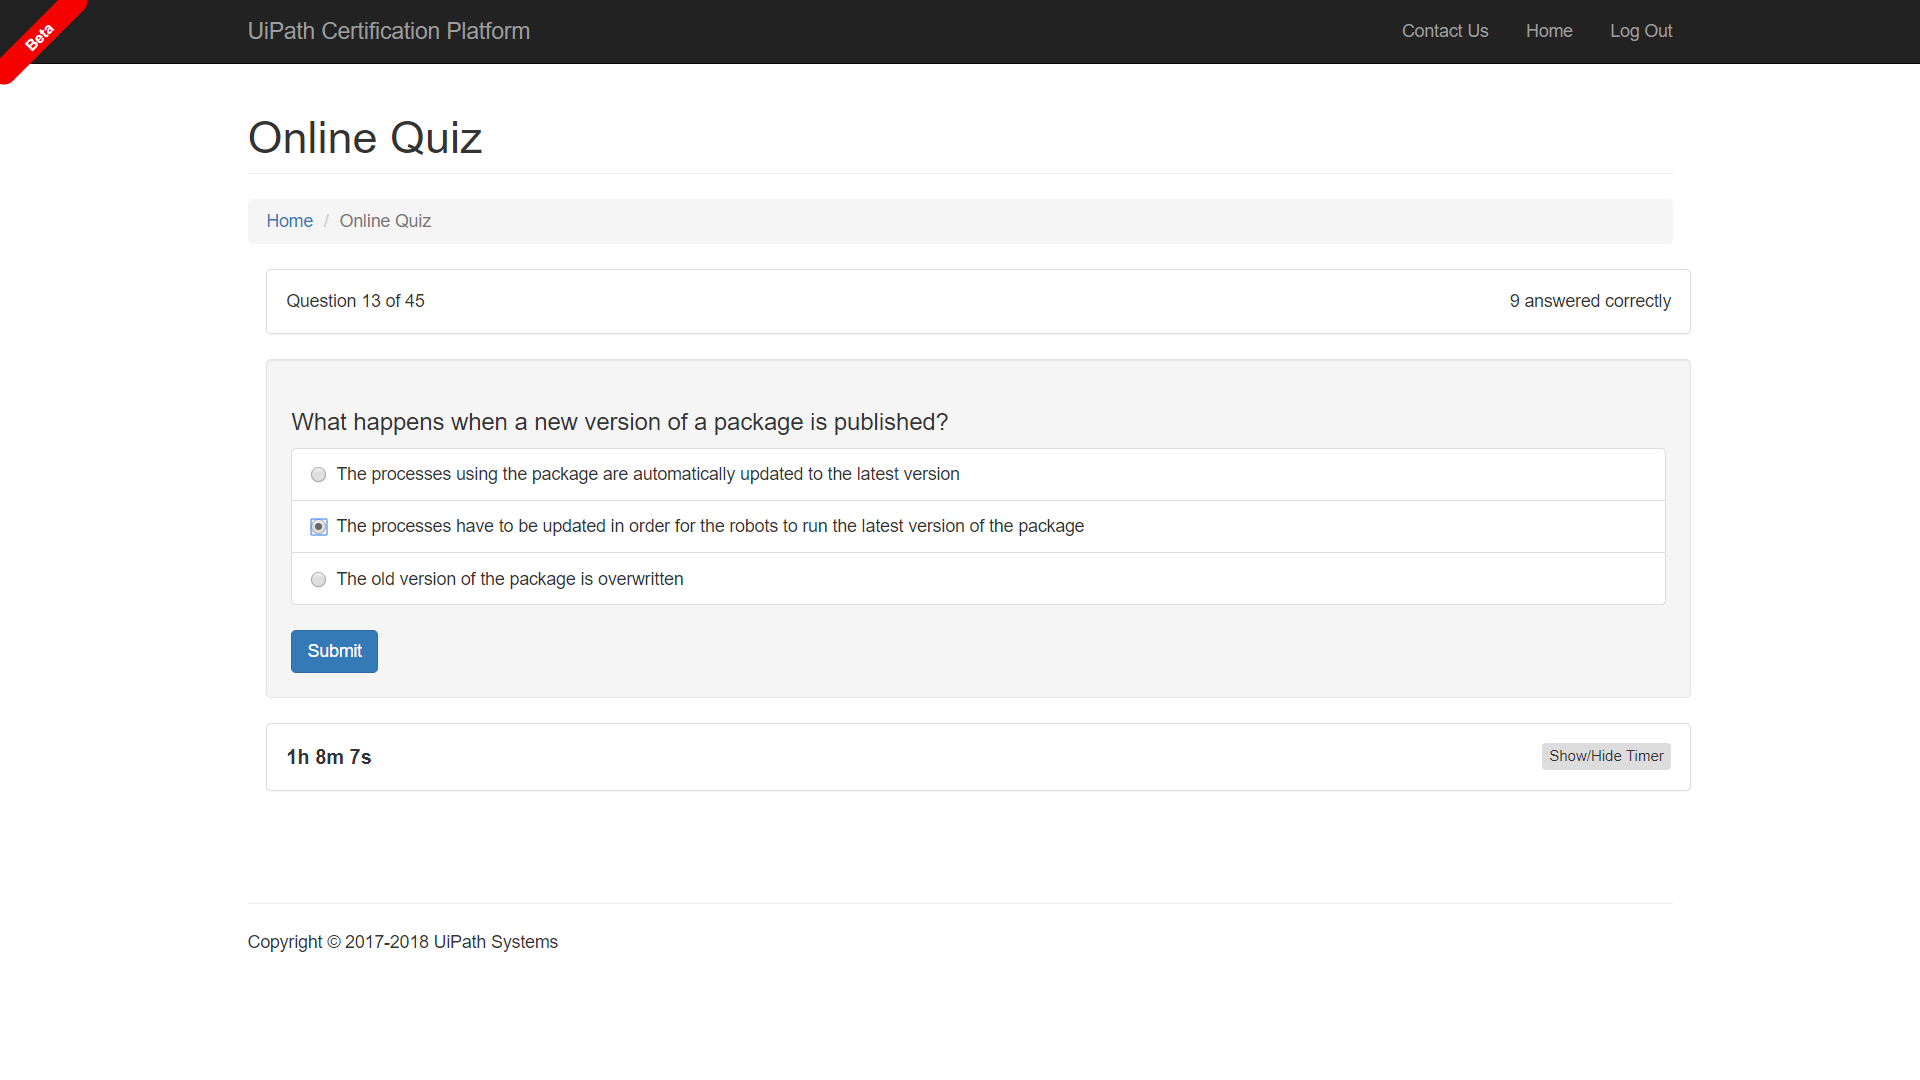 Beta
UiPath Certification Platform
Contact Us
Home
Log Out
Online Quiz
Home / Online Quiz
Question 13 of 45
9 answered correctly
What happens when a new version of a package is published?
The processes using the package are automatically updated to the latest version
The processes have to be updated in order for the robots to run the latest version of the package
The old version of the package is overwritten
Submit
1h 8m 7s
Show/Hide Timer
Copyright © 2017-2018 UiPath Systems